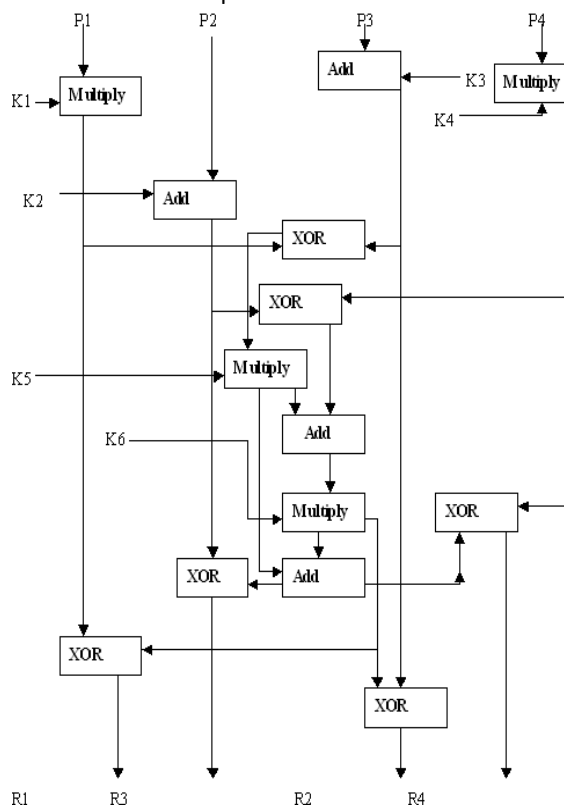 P1 P2 P3 P4
Add
K3
Multiply
K1
Multiply
K4
K2
Add
XOR
XOR
Multiply
K5
Add
K6
Multiply
XOR
XOR
Add
XOR
XOR
R1 R3 R2 R4